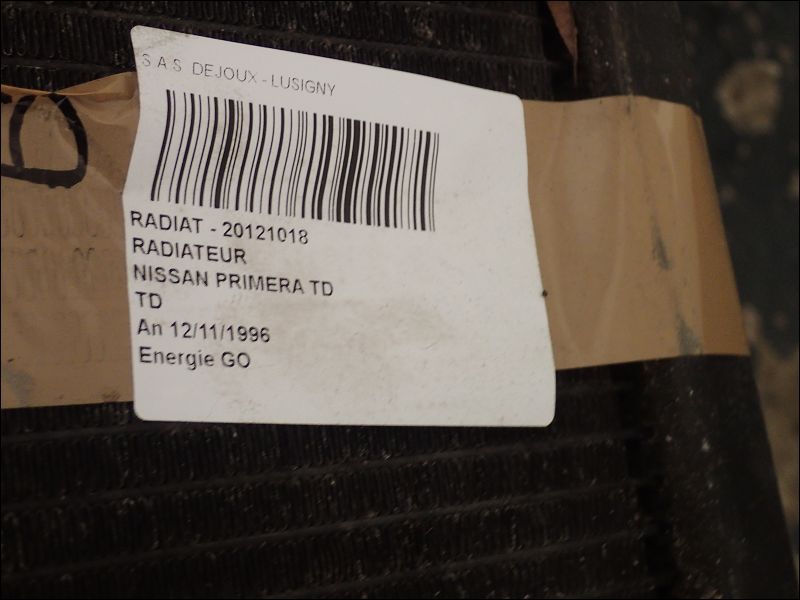 S.A.S. DEJOUX - LUSIGNY
RADIAT - 20121018
RADIATEUR
NISSAN PRIMERA TD
TD
An 12/11/1996
Energie GO